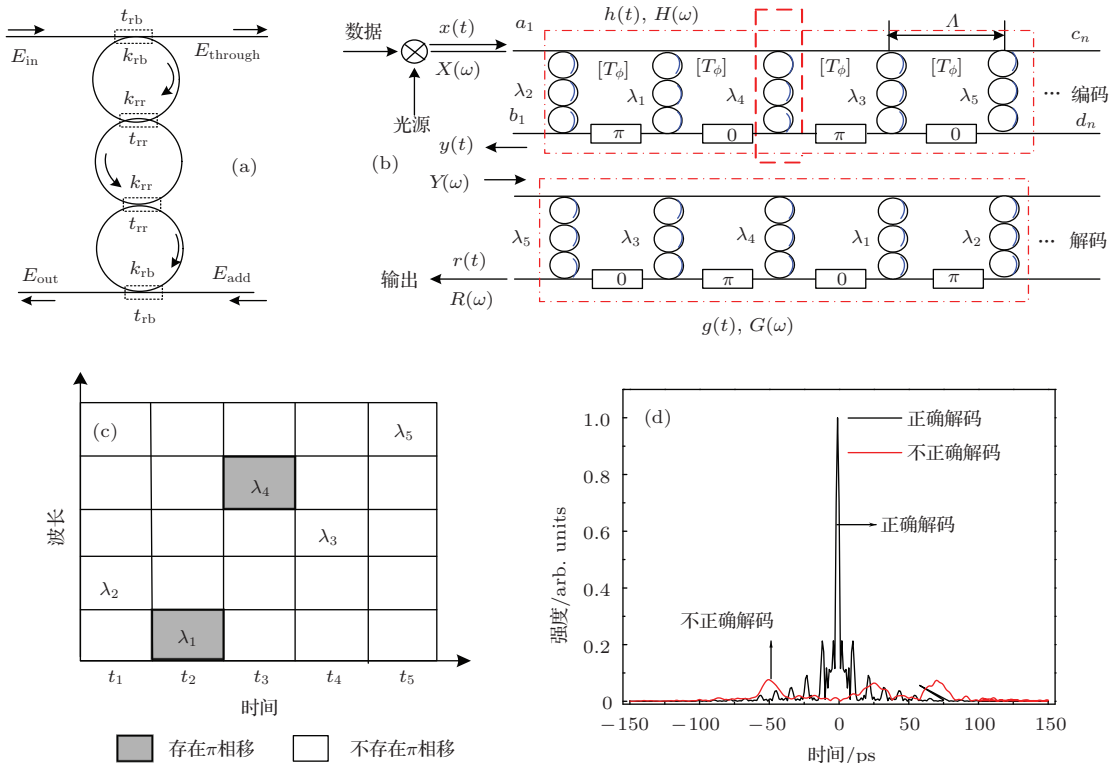 t_rb
E_in
E_through
k_rb
k_rr
t_rr
(a)
k_rr
t_rr
k_rb
E_out
E_add
t_rb
数据
x(t)
X(ω)
光源
(b)
a_1
h(t), H(ω)
Λ
c_n
[T_ϕ] [T_ϕ] [T_ϕ] [T_ϕ]
λ_2 λ_1 λ_4 λ_3 λ_5
··· 编码
b_1
π 0 π 0
d_n
y(t)
Y(ω)
λ_5 λ_3 λ_4 λ_1 λ_2
··· 解码
输出
r(t)
R(ω)
0 π 0 π
g(t), G(ω)
(c)
λ_5
λ_4
λ_3
λ_2
λ_1
波长
t_1 t_2 t_3 t_4 t_5
时间
存在π相移
不存在π相移
(d)
正确解码
不正确解码
正确解码
不正确解码
强度/arb. units
1.0
0.8
0.6
0.4
0.2
0
−150 −100 −50 0 50 100 150
时间/ps